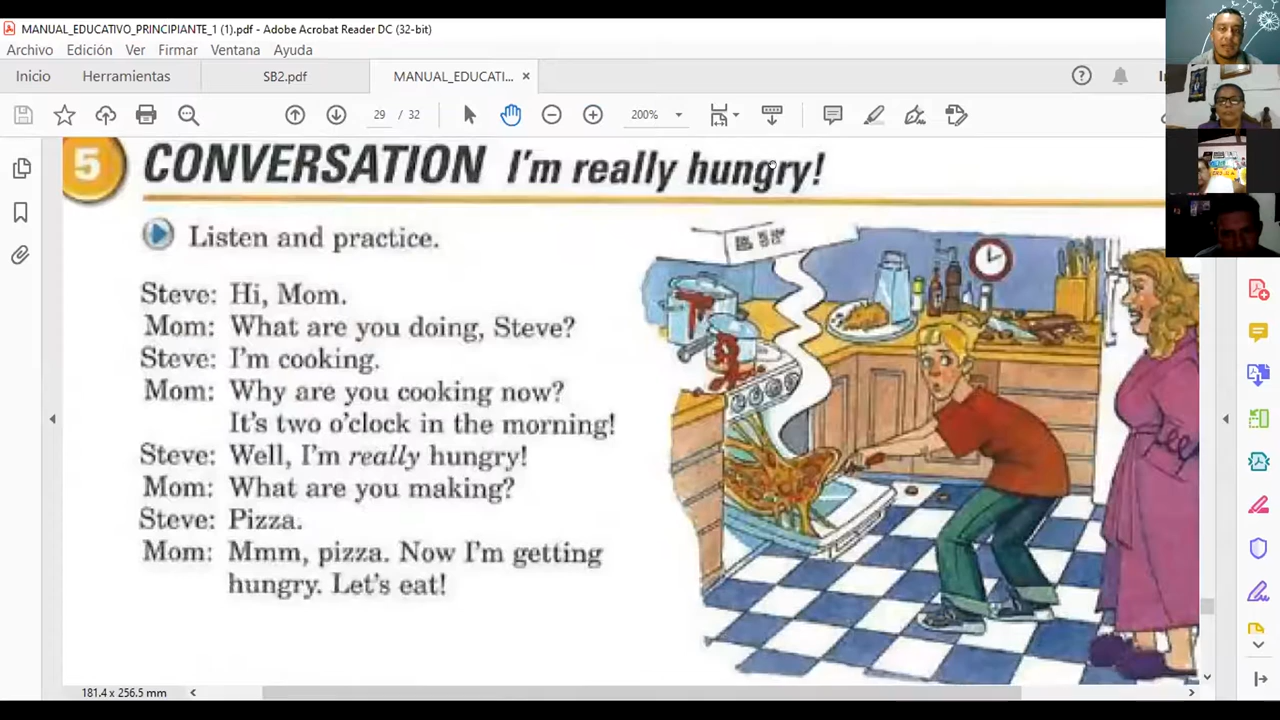 MANUAL_EDUCATIVO_PRINCIPIANTE_1 (1).pdf - Adobe Acrobat Reader DC (32-bit)
Archivo Edición Ver Firmar Ventana Ayuda
Inicio Herramientas SB2.pdf MANUAL_EDUCATI... ×
29 / 32 200%
5 CONVERSATION I'm really hungry!
Listen and practice.
Steve: Hi, Mom.
Mom: What are you doing, Steve?
Steve: I'm cooking.
Mom: Why are you cooking now?
It's two o'clock in the morning!
Steve: Well, I'm really hungry!
Mom: What are you making?
Steve: Pizza.
Mom: Mmm, pizza. Now I'm getting
hungry. Let's eat!
181.4 x 256.5 mm